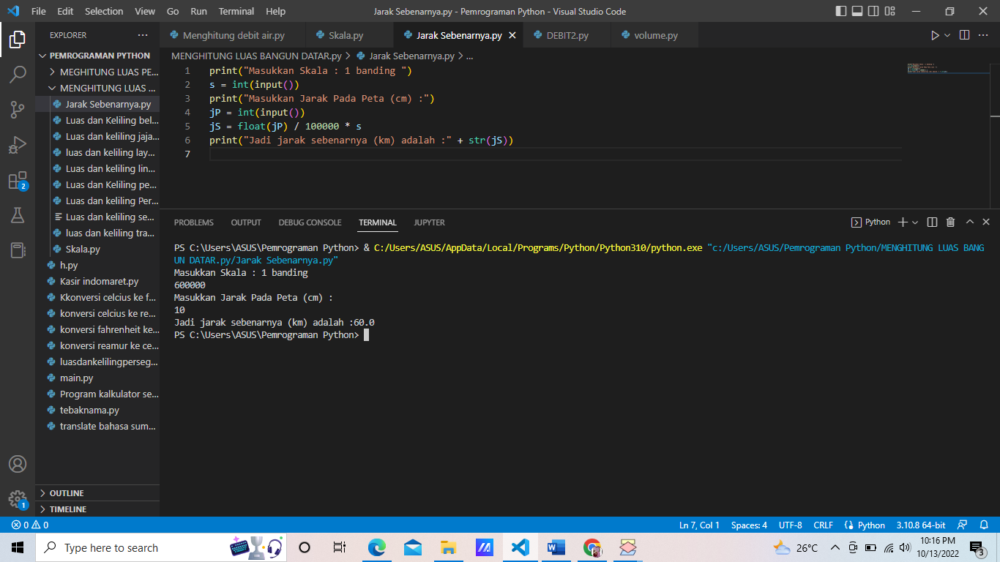 File Edit Selection View Go Run Terminal Help
Jarak Sebenarnya.py - Pemrograman Python - Visual Studio Code
EXPLORER
PEMROGRAMAN PYTHON
MEGHITUNG LUAS PE...
MENGHITUNG LUAS ...
Jarak Sebenarnya.py
Luas dan Keliling bel...
Luas dan keliling jaja...
luas dan keliling lay...
Luas dan keliling lin...
Luas dan Keliling pe...
Luas dan keliling Per...
Luas dan keliling se...
luas dan keliling tra...
Skala.py
h.py
Kasir indomaret.py
Kkonversi celcius ke f...
konversi celcius ke re...
konversi fahrenheit ke...
konversi reamur ke ce...
luasdankelilingperseg...
main.py
Program kalkulator se...
tebaknama.py
translate bahasa sum...
OUTLINE
TIMELINE
2
1
Menghitung debit air.py Skala.py Jarak Sebenarnya.py DEBIT2.py volume.py
MENGHITUNG LUAS BANGUN DATAR.py > Jarak Sebenarnya.py > ...
1 print("Masukkan Skala : 1 banding ")
2 s = int(input())
3 print("Masukkan Jarak Pada Peta (cm) :")
4 jP = int(input())
5 jS = float(jP) / 100000 * s
6 print("Jadi jarak sebenarnya (km) adalah :" + str(jS))
7
PROBLEMS OUTPUT DEBUG CONSOLE TERMINAL JUPYTER
Python
PS C:\Users\ASUS\Pemrograman Python> & C:/Users/ASUS/AppData/Local/Programs/Python/Python310/python.exe "c:/Users/ASUS/Pemrograman Python/MENGHITUNG LUAS BANG
UN DATAR.py/Jarak Sebenarnya.py"
Masukkan Skala : 1 banding
600000
Masukkan Jarak Pada Peta (cm) :
10
Jadi jarak sebenarnya (km) adalah :60.0
PS C:\Users\ASUS\Pemrograman Python>
0 0
Ln 7, Col 1 Spaces: 4 UTF-8 CRLF Python 3.10.8 64-bit
Type here to search
26°C
10:16 PM
10/13/2022
3